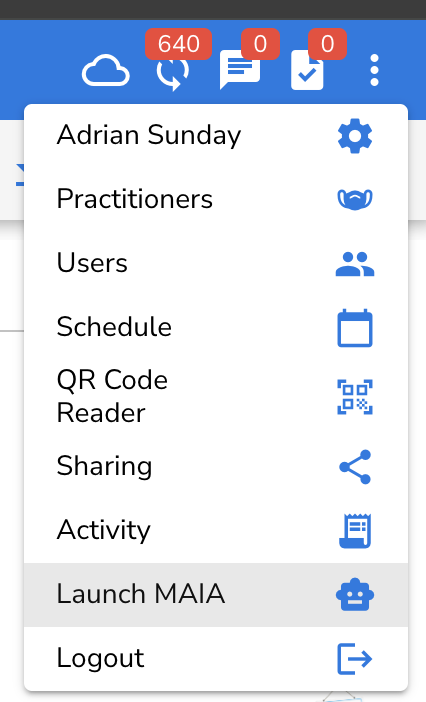 640 0 0
Adrian Sunday
Practitioners
Users
Schedule
QR Code
Reader
Sharing
Activity
Launch MAIA
Logout